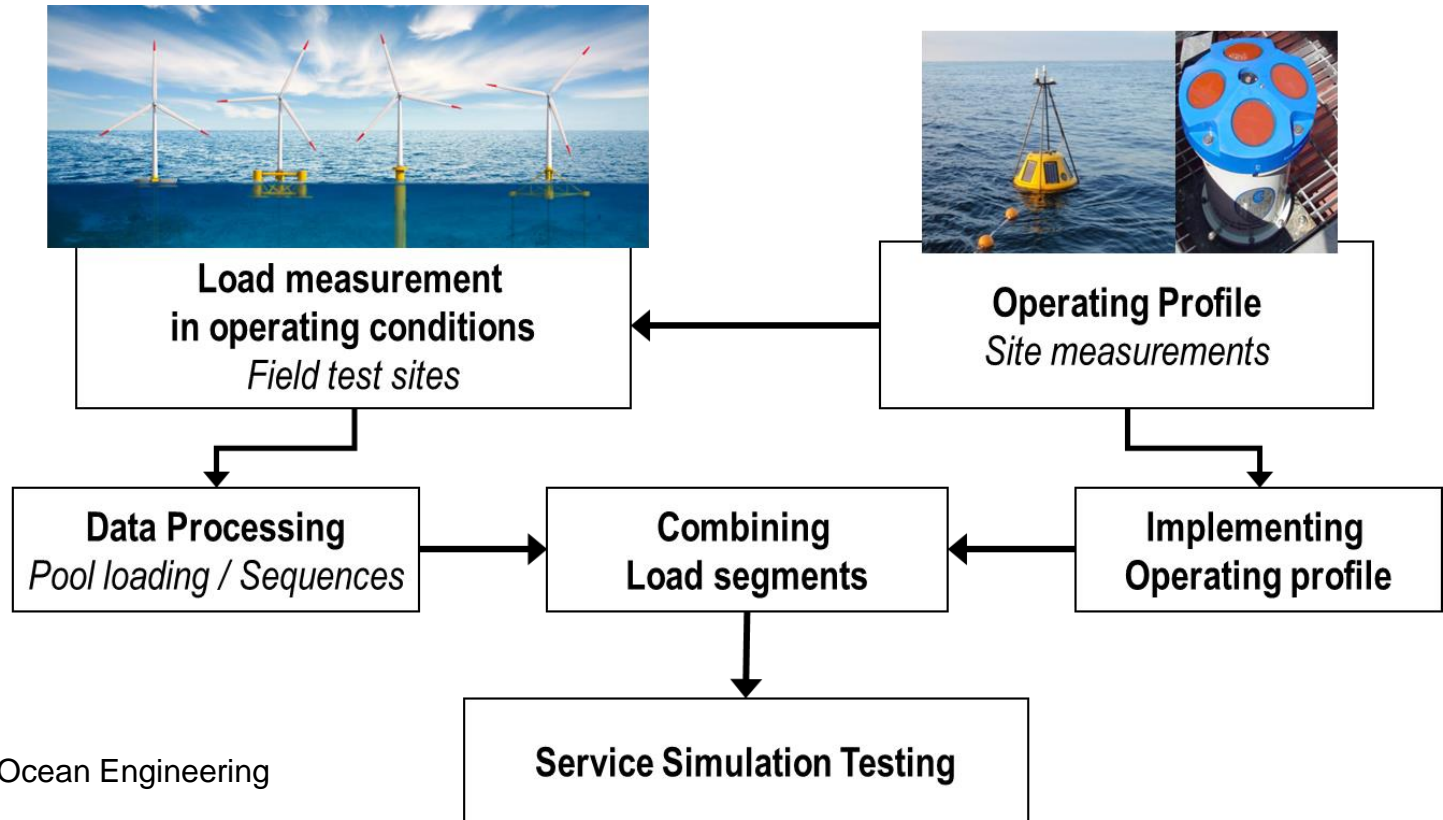 Load measurement
in operating conditions
Field test sites
Operating Profile
Site measurements
Data Processing
Pool loading / Sequences
Combining
Load segments
Implementing
Operating profile
Service Simulation Testing
Ocean Engineering